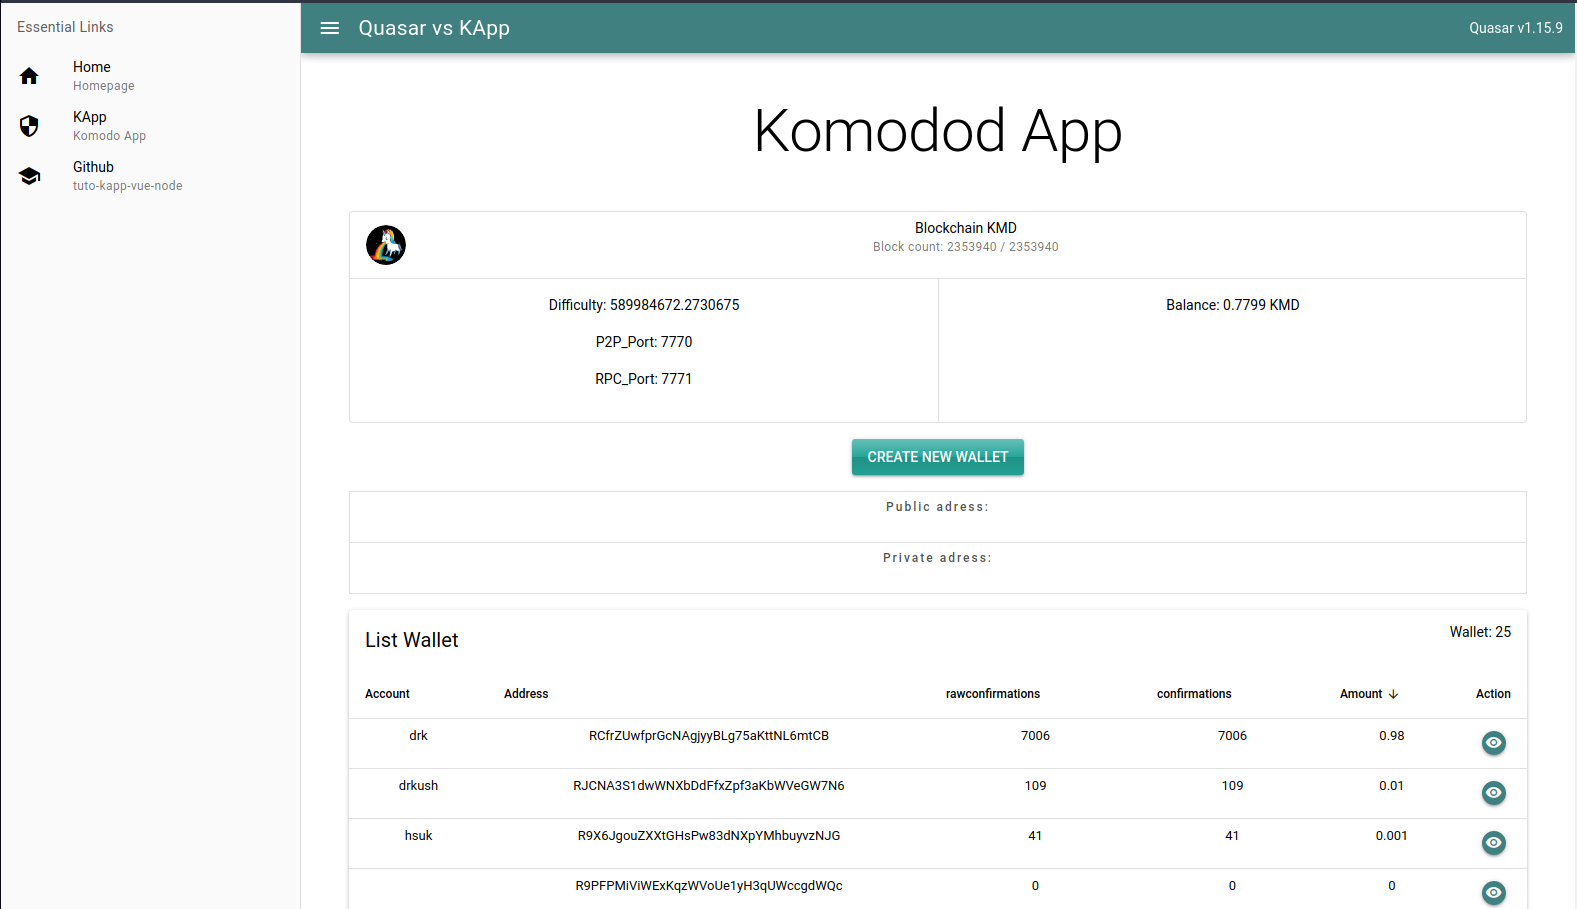 Essential Links
Home
Homepage
KApp
Komodo App
Github
tuto-kapp-vue-node
Quasar vs KApp
Quasar v1.15.9
Komodod App
Blockchain KMD
Block count: 2353940 / 2353940
Difficulty: 589984672.2730675
P2P_Port: 7770
RPC_Port: 7771
Balance: 0.7799 KMD
CREATE NEW WALLET
Public adress:
Private adress:
List Wallet
Wallet: 25
Account Address rawconfirmations confirmations Amount Action
drk RCfrZUwfprGcNAgjyyBLg75aKttNL6mtCB 7006 7006 0.98
drkush RJCNA3S1dwWNXbDdFfxZpf3aKbWVeGW7N6 109 109 0.01
hsuk R9X6JgouZXXtGHsPw83dNXpYMhbuyvzNJG 41 41 0.001
R9PFPMiViWExKqzWVoUe1yH3qUWccgdWQc 0 0 0